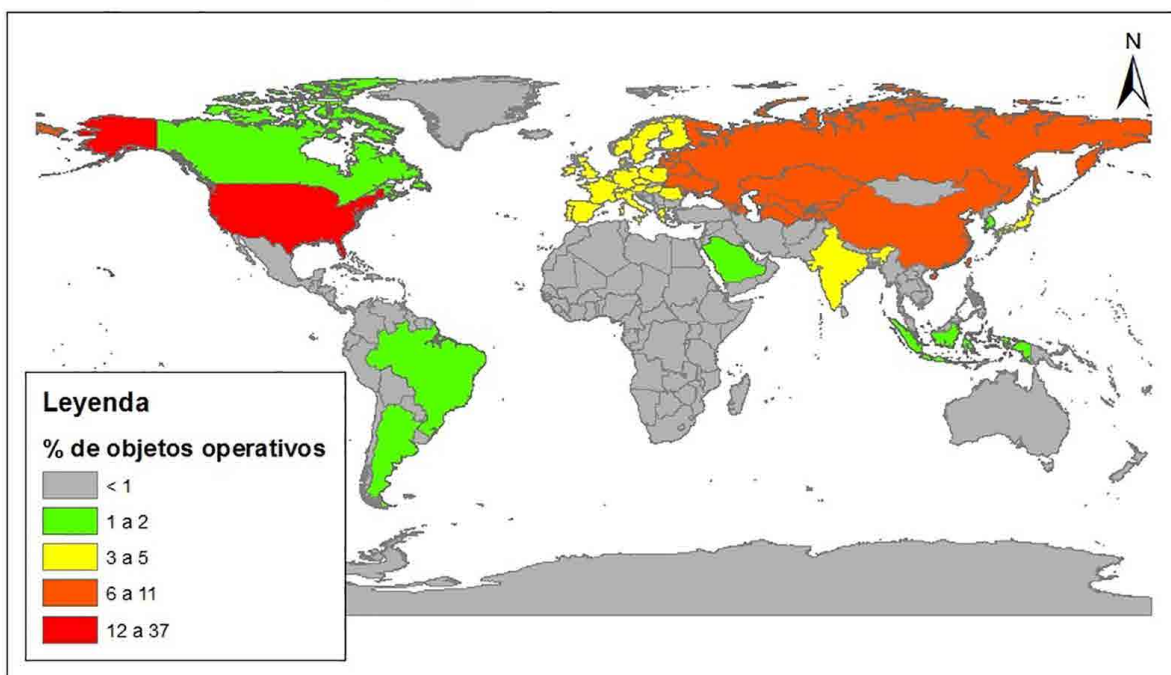 N
Leyenda
% de objetos operativos
< 1
1 a 2
3 a 5
6 a 11
12 a 37